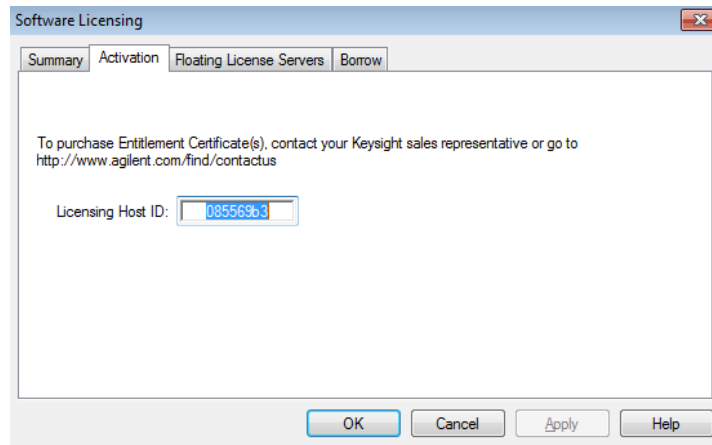 Software Licensing
Summary Activation Floating License Servers Borrow
To purchase Entitlement Certificate(s), contact your Keysight sales representative or go to
http://www.agilent.com/find/contactus
Licensing Host ID: 085569b3
OK Cancel Apply Help